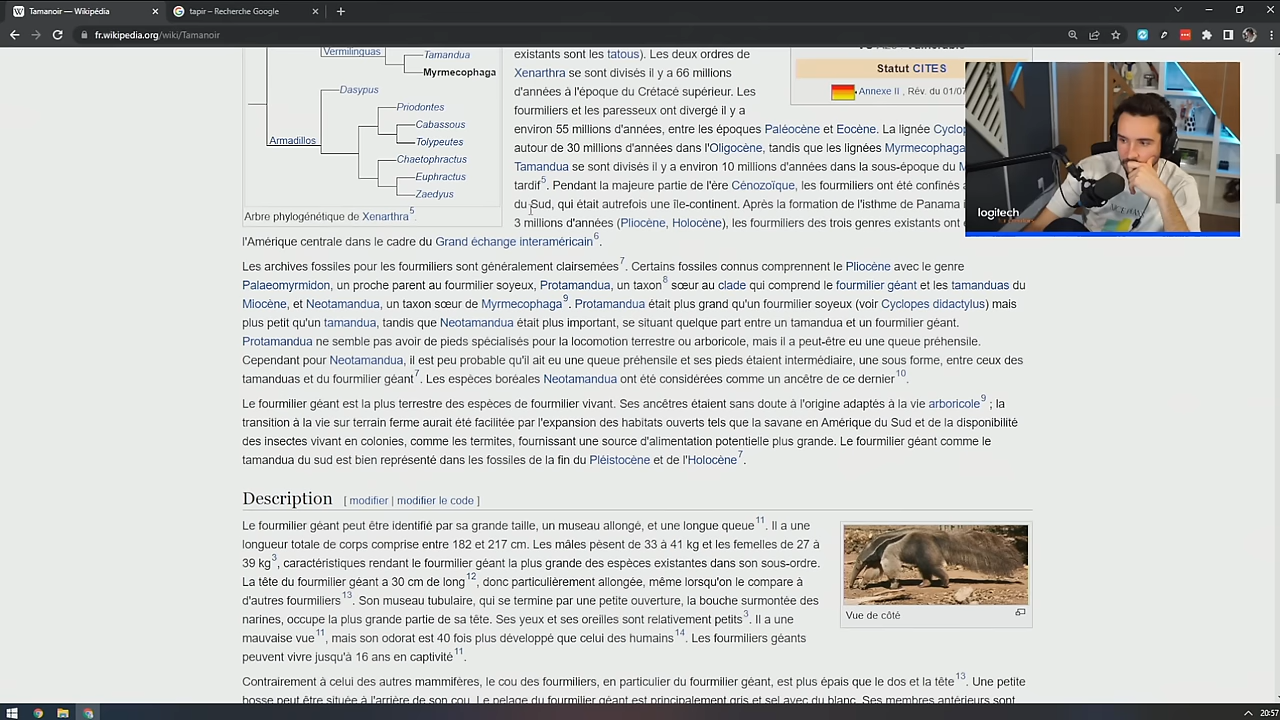 Tamanoir — Wikipédia
tapir – Recherche Google
fr.wikipedia.org/wiki/Tamanoir
Vermilinguas
Tamandua
Myrmecophaga
Dasypus
Priodontes
Cabassous
Armadillos
Tolypeutes
Chaetophractus
Euphractus
Zaedyus
Arbre phylogénétique de Xenarthra5.
existants sont les tatous). Les deux ordres de
Xenarthra se sont divisés il y a 66 millions
d'années à l'époque du Crétacé supérieur. Les
fourmiliers et les paresseux ont divergé il y a
environ 55 millions d'années, entre les époques Paléocène et Eocène. La lignée
autour de 30 millions d'années dans l'Oligocène, tandis que les lignées Myrmecophaga
Tamandua se sont divisés il y a environ 10 millions d'années dans la sous-époque du
tardif5. Pendant la majeure partie de l'ère Cénozoïque, les fourmiliers ont été confinés
du Sud, qui était autrefois une île-continent. Après la formation de l'isthme de Panama
3 millions d'années (Pliocène, Holocène), les fourmiliers des trois genres existants ont
l'Amérique centrale dans le cadre du Grand échange interaméricain6.
Statut CITES
Annexe II , Rév. du 01/07
logitech
Les archives fossiles pour les fourmiliers sont généralement clairsemées7. Certains fossiles connus comprennent le Pliocène avec le genre
Palaeomyrmidon, un proche parent au fourmilier soyeux, Protamandua, un taxon8 sœur au clade qui comprend le fourmilier géant et les tamanduas du
Miocène, et Neotamandua, un taxon sœur de Myrmecophaga9. Protamandua était plus grand qu'un fourmilier soyeux (voir Cyclopes didactylus) mais
plus petit qu'un tamandua, tandis que Neotamandua était plus important, se situant quelque part entre un tamandua et un fourmilier géant.
Protamandua ne semble pas avoir de pieds spécialisés pour la locomotion terrestre ou arboricole, mais il a peut-être eu une queue préhensile.
Cependant pour Neotamandua, il est peu probable qu'il ait eu une queue préhensile et ses pieds étaient intermédiaire, une sous forme, entre ceux des
tamanduas et du fourmilier géant7. Les espèces boréales Neotamandua ont été considérées comme un ancêtre de ce dernier10.
Le fourmilier géant est la plus terrestre des espèces de fourmilier vivant. Ses ancêtres étaient sans doute à l'origine adaptés à la vie arboricole9 ; la
transition à la vie sur terrain ferme aurait été facilitée par l'expansion des habitats ouverts tels que la savane en Amérique du Sud et de la disponibilité
des insectes vivant en colonies, comme les termites, fournissant une source d'alimentation potentielle plus grande. Le fourmilier géant comme le
tamandua du sud est bien représenté dans les fossiles de la fin du Pléistocène et de l'Holocène7.
Description [ modifier | modifier le code ]
Le fourmilier géant peut être identifié par sa grande taille, un museau allongé, et une longue queue11. Il a une
longueur totale de corps comprise entre 182 et 217 cm. Les mâles pèsent de 33 à 41 kg et les femelles de 27 à
39 kg3, caractéristiques rendant le fourmilier géant la plus grande des espèces existantes dans son sous-ordre.
La tête du fourmilier géant a 30 cm de long12, donc particulièrement allongée, même lorsqu'on le compare à
d'autres fourmiliers13. Son museau tubulaire, qui se termine par une petite ouverture, la bouche surmontée des
narines, occupe la plus grande partie de sa tête. Ses yeux et ses oreilles sont relativement petits3. Il a une
mauvaise vue11, mais son odorat est 40 fois plus développé que celui des humains14. Les fourmiliers géants
peuvent vivre jusqu'à 16 ans en captivité11.
Vue de côté
Contrairement à celui des autres mammifères, le cou des fourmiliers, en particulier du fourmilier géant, est plus épais que le dos et la tête13. Une petite
bosse peut être située à l'arrière de son cou. Le pelage du fourmilier géant est principalement gris et sel avec du blanc. Ses membres antérieurs sont
20:57